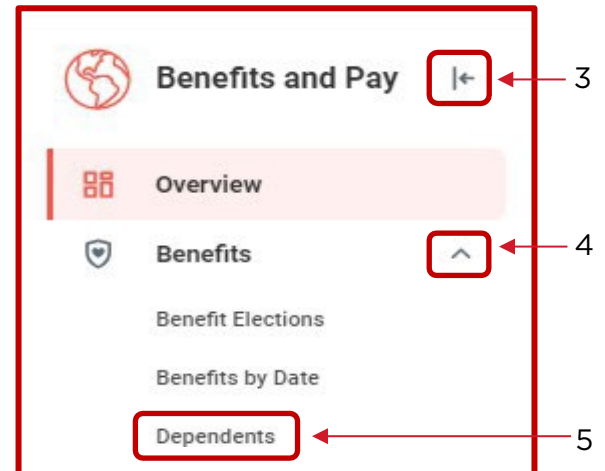 Benefits and Pay 3
Overview
Benefits 4
Benefit Elections
Benefits by Date
Dependents 5